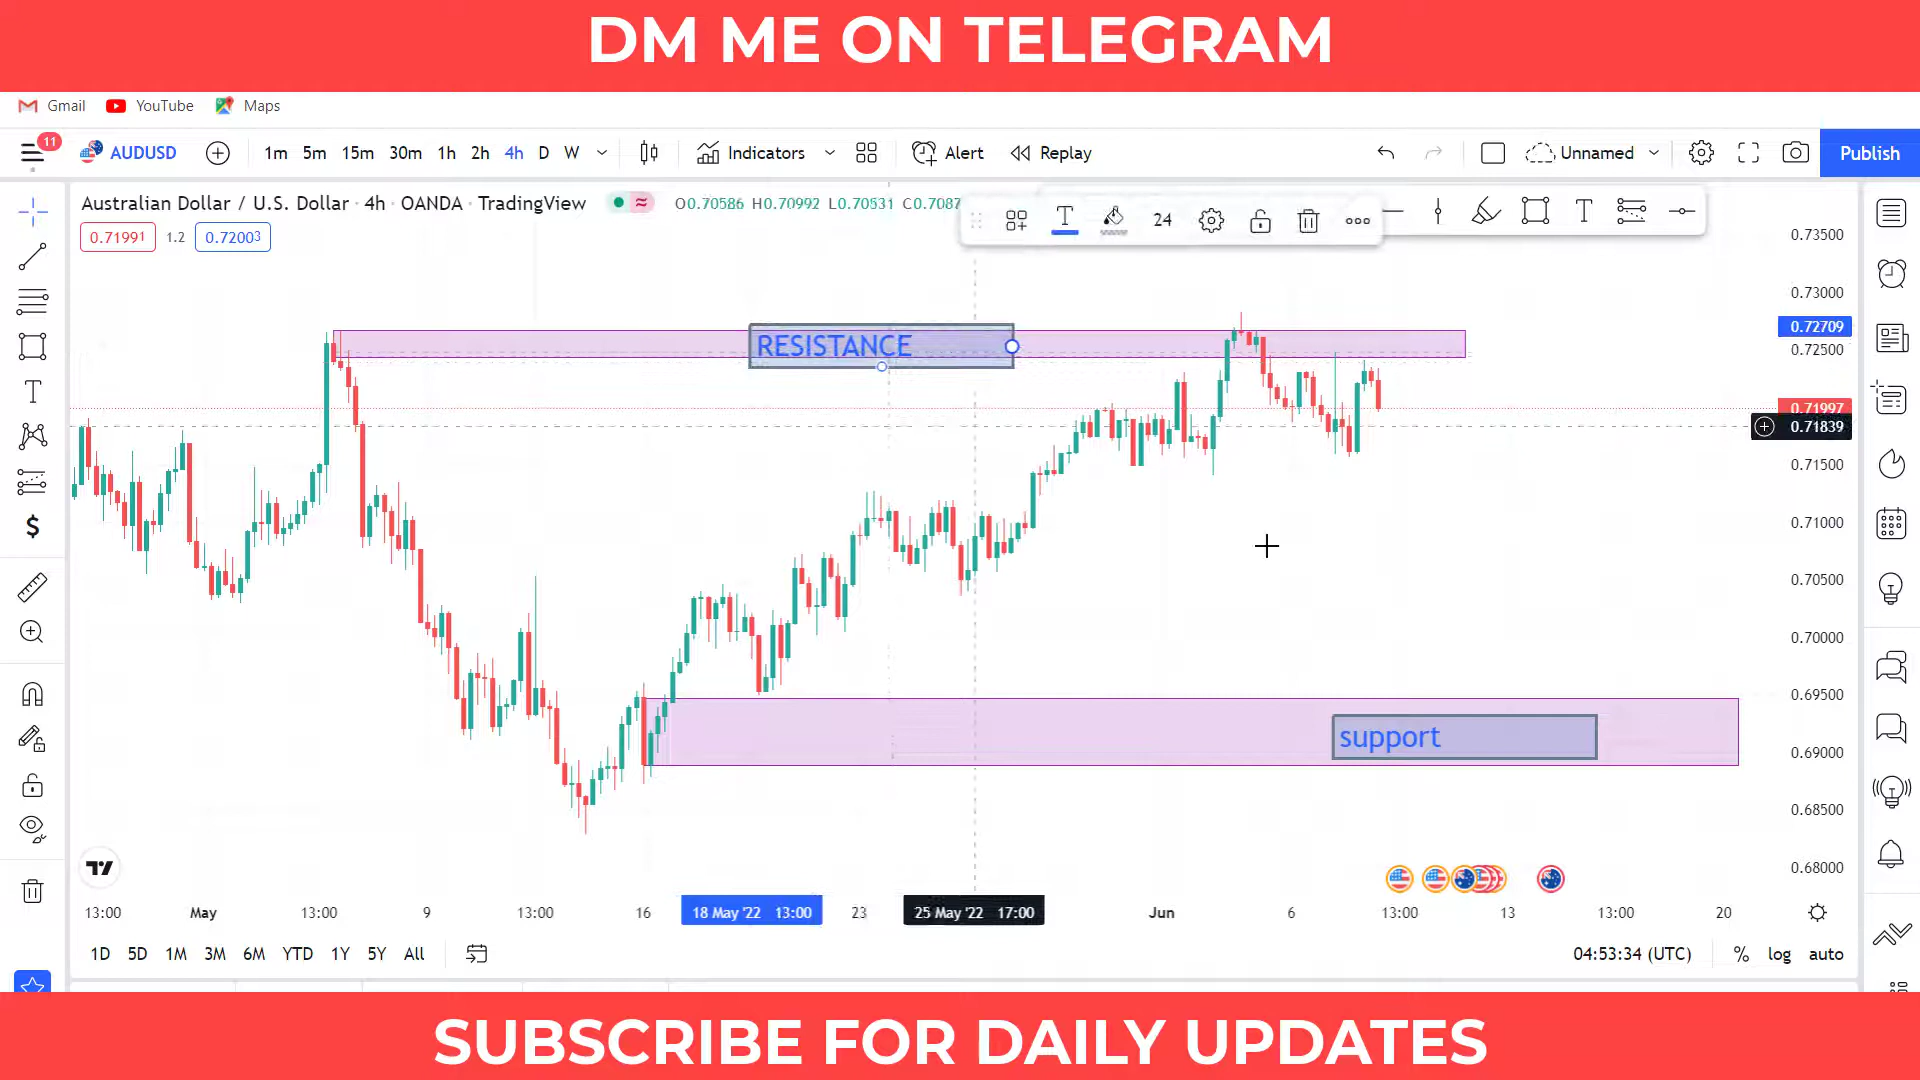 DM ME ON TELEGRAM
Gmail YouTube Maps
11 AUDUSD 1m 5m 15m 30m 1h 2h 4h D W Indicators Alert Replay Unnamed Publish
Australian Dollar / U.S. Dollar · 4h · OANDA · TradingView O0.70586 H0.70992 L0.70531 C0.7087
0.71991 1.2 0.72003
24 T
0.73500
0.73000
0.72709
RESISTANCE
0.72500
0.71997
0.71839
0.71500
0.71000
0.70500
0.70000
0.69500
support
0.69000
0.68500
0.68000
13:00 May 13:00 9 13:00 16 18 May '22 13:00 23 25 May '22 17:00 Jun 6 13:00 13 13:00 20
1D 5D 1M 3M 6M YTD 1Y 5Y All 04:53:34 (UTC) % log auto
SUBSCRIBE FOR DAILY UPDATES